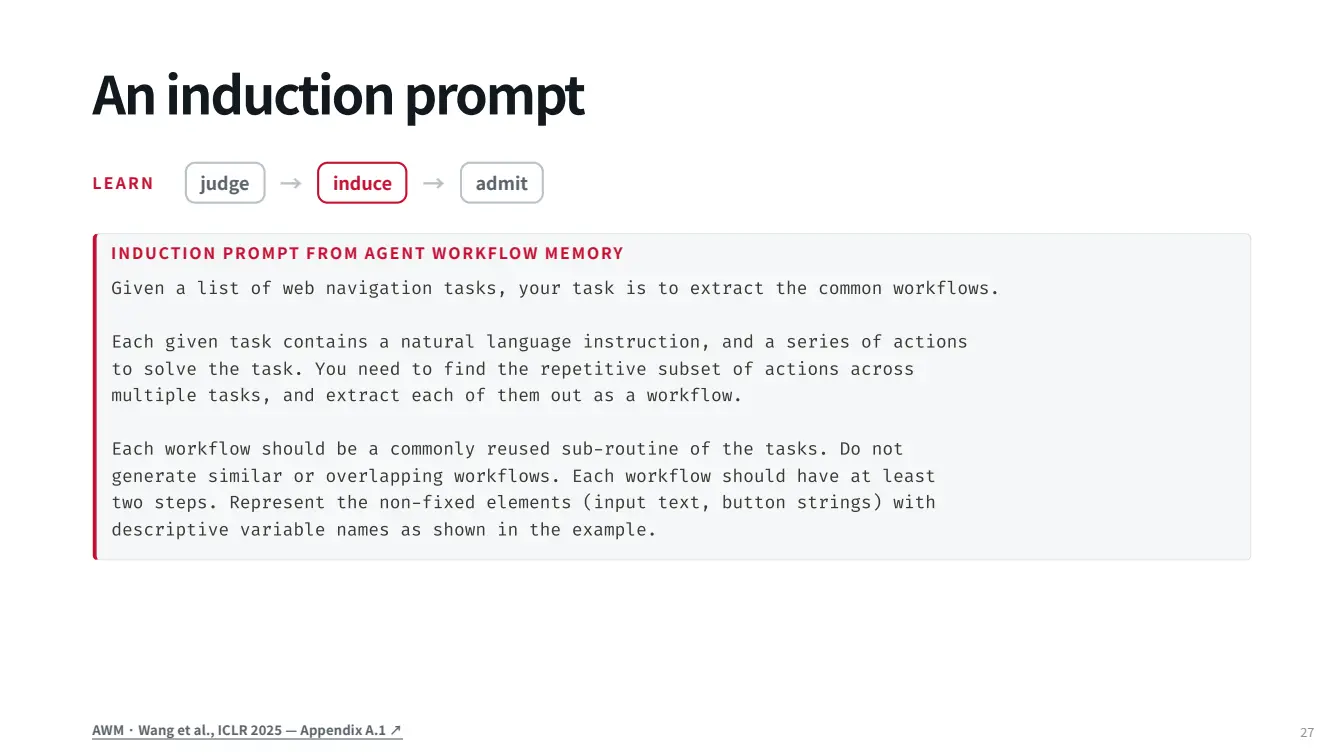 An induction prompt
LEARN judge → induce → admit
INDUCTION PROMPT FROM AGENT WORKFLOW MEMORY
Given a list of web navigation tasks, your task is to extract the common workflows.
Each given task contains a natural language instruction, and a series of actions
to solve the task. You need to find the repetitive subset of actions across
multiple tasks, and extract each of them out as a workflow.
Each workflow should be a commonly reused sub-routine of the tasks. Do not
generate similar or overlapping workflows. Each workflow should have at least
two steps. Represent the non-fixed elements (input text, button strings) with
descriptive variable names as shown in the example.
AWM · Wang et al., ICLR 2025 — Appendix A.1 ↗
27